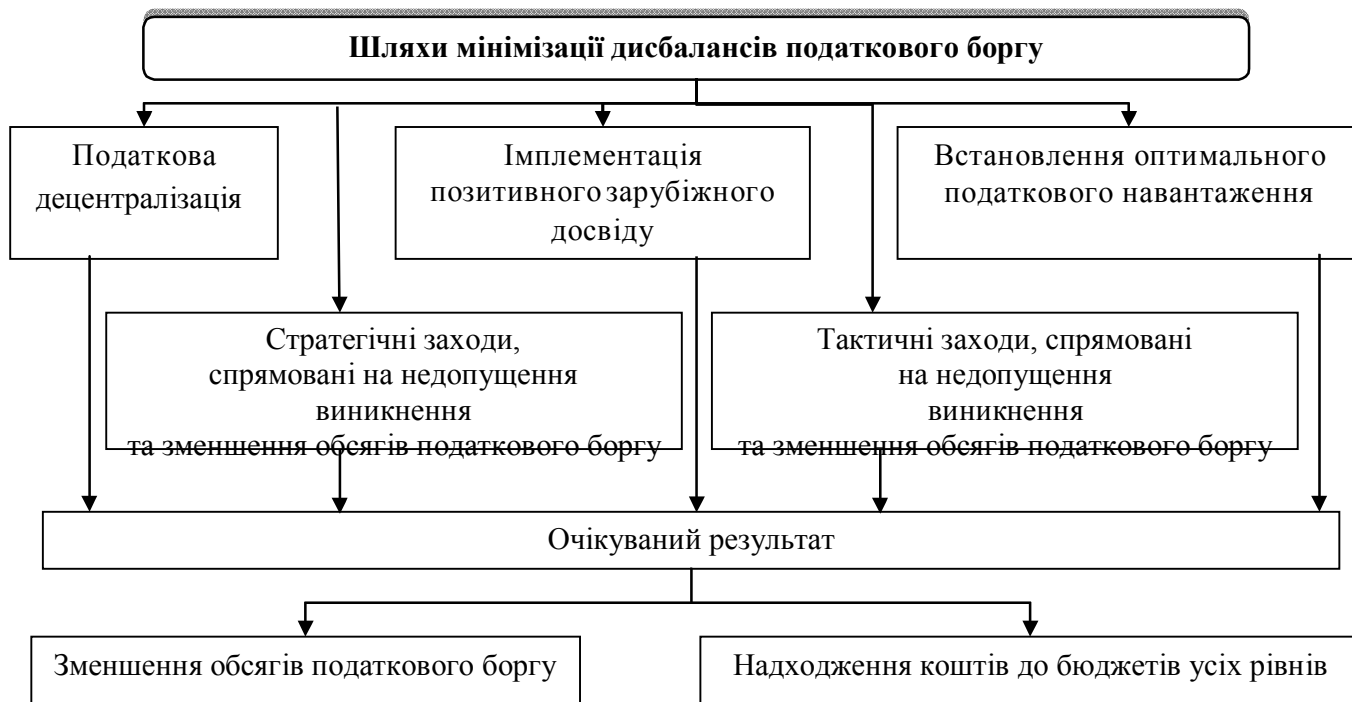 Шляхи мінімізації дисбалансів податкового боргу
Податкова
децентралізація
Імплементація
позитивного зарубіжного
досвіду
Встановлення оптимального
податкового навантаження
Стратегічні заходи,
спрямовані на недопущення
виникнення
та зменшення обсягів податкового боргу
Тактичні заходи, спрямовані
на недопущення
виникнення
та зменшення обсягів податкового боргу
Очікуваний результат
Зменшення обсягів податкового боргу
Надходження коштів до бюджетів усіх рівнів